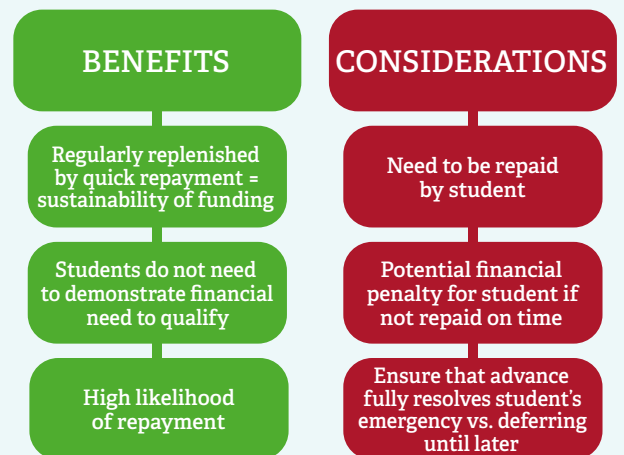 BENEFITS
Regularly replenished
by quick repayment =
sustainability of funding
Students do not need
to demonstrate financial
need to qualify
High likelihood
of repayment
CONSIDERATIONS
Need to be repaid
by student
Potential financial
penalty for student if
not repaid on time
Ensure that advance
fully resolves student's
emergency vs. deferring
until later